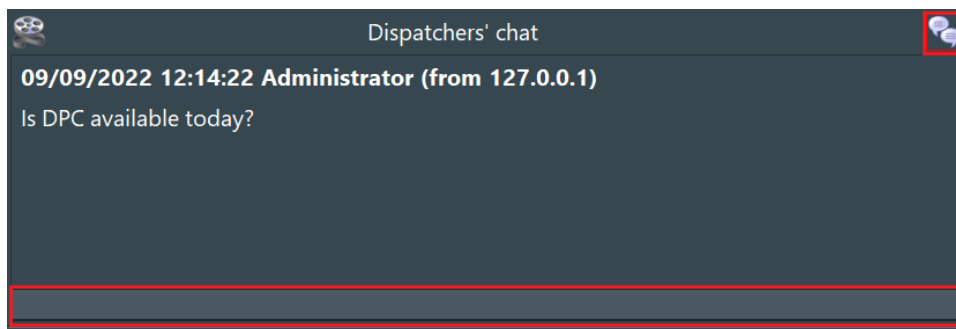 Dispatchers' chat
09/09/2022 12:14:22 Administrator (from 127.0.0.1)
Is DPC available today?